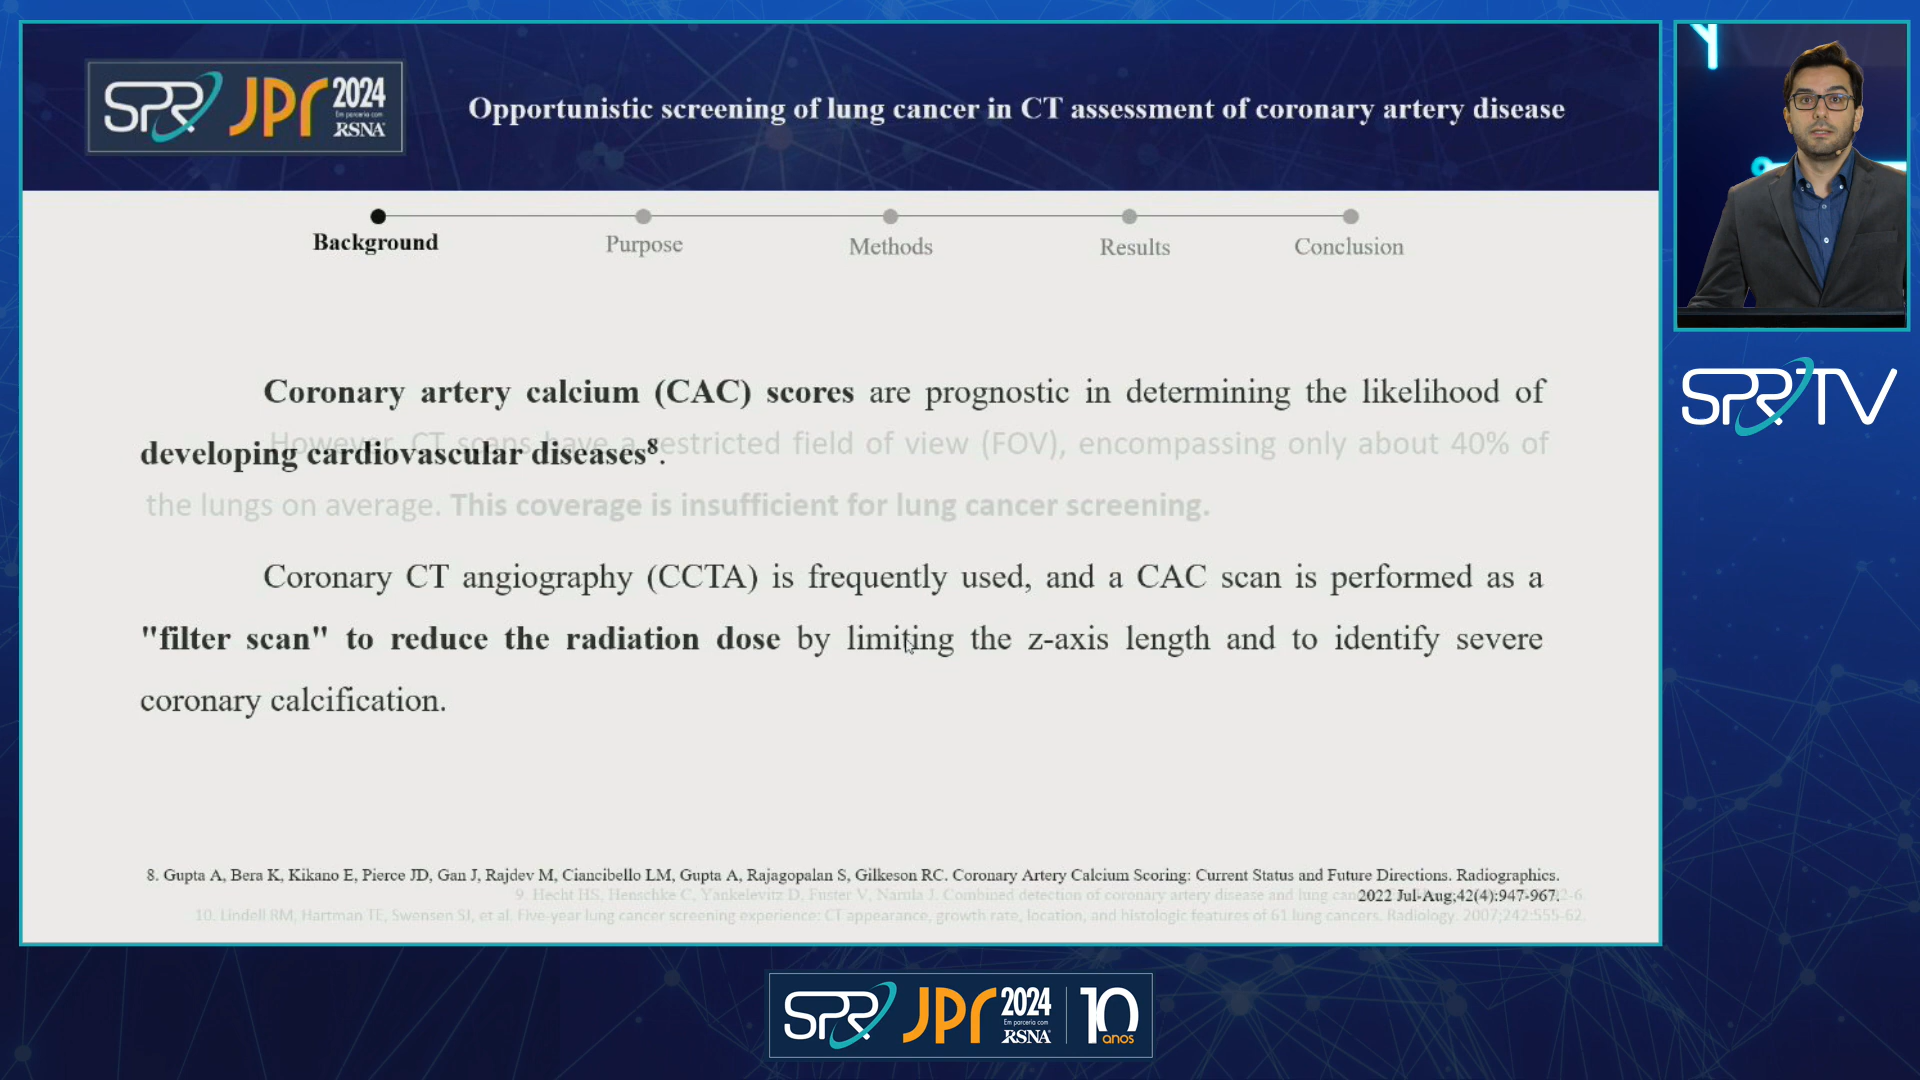 SPR JPR 2024
Em parceria com
RSNA
Opportunistic screening of lung cancer in CT assessment of coronary artery disease
Background
Purpose
Methods
Results
Conclusion
Coronary artery calcium (CAC) scores are prognostic in determining the likelihood of
developing cardiovascular diseases8.
However, CT scans have a restricted field of view (FOV), encompassing only about 40% of
the lungs on average. This coverage is insufficient for lung cancer screening.
Coronary CT angiography (CCTA) is frequently used, and a CAC scan is performed as a
"filter scan" to reduce the radiation dose by limiting the z-axis length and to identify severe
coronary calcification.
8. Gupta A, Bera K, Kikano E, Pierce JD, Gan J, Rajdev M, Ciancibello LM, Gupta A, Rajagopalan S, Gilkeson RC. Coronary Artery Calcium Scoring: Current Status and Future Directions. Radiographics.
2022 Jul-Aug;42(4):947-967.
9. Hecht HS, Henschke C, Yankelevitz D, Fuster V, Narula J. Combined detection of coronary artery disease and lung
10. Lindell RM, Hartman TE, Swensen SJ, et al. Five-year lung cancer screening experience: CT appearance, growth rate, location, and histologic features of 61 lung cancers. Radiology. 2007;242:555-62.
SPR TV
SPR JPR 2024
Em parceria com
RSNA
10
anos